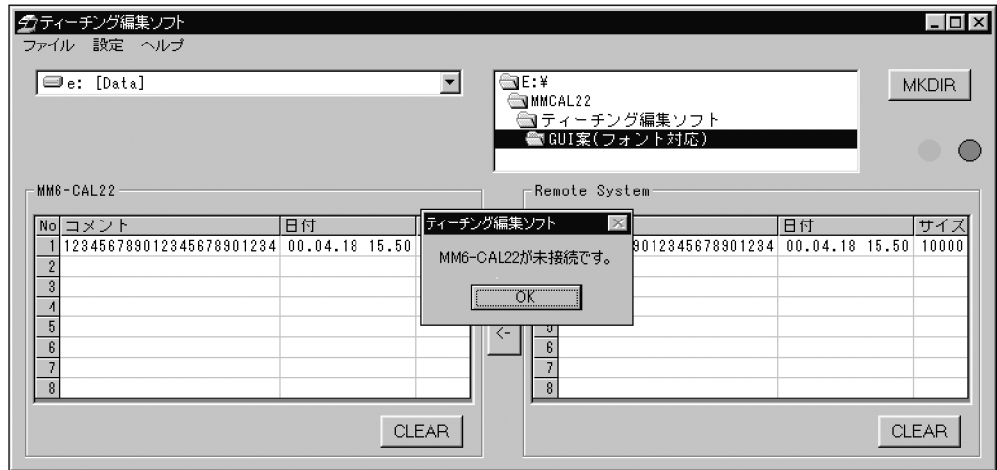 ティーチング編集ソフト
ファイル 設定 ヘルプ
e: [Data]
E:¥
MMCAL22
ティーチング編集ソフト
GUI案(フォント対応)
MKDIR
MM6-CAL22
No コメント 日付
1 123456789012345678901234 00.04.18 15.50
2
3
4
5
6
7
8
CLEAR
ティーチング編集ソフト
MM6-CAL22が未接続です。
OK
<-
Remote System
日付 サイズ
9012345678901234 00.04.18 15.50 10000
6
7
8
CLEAR